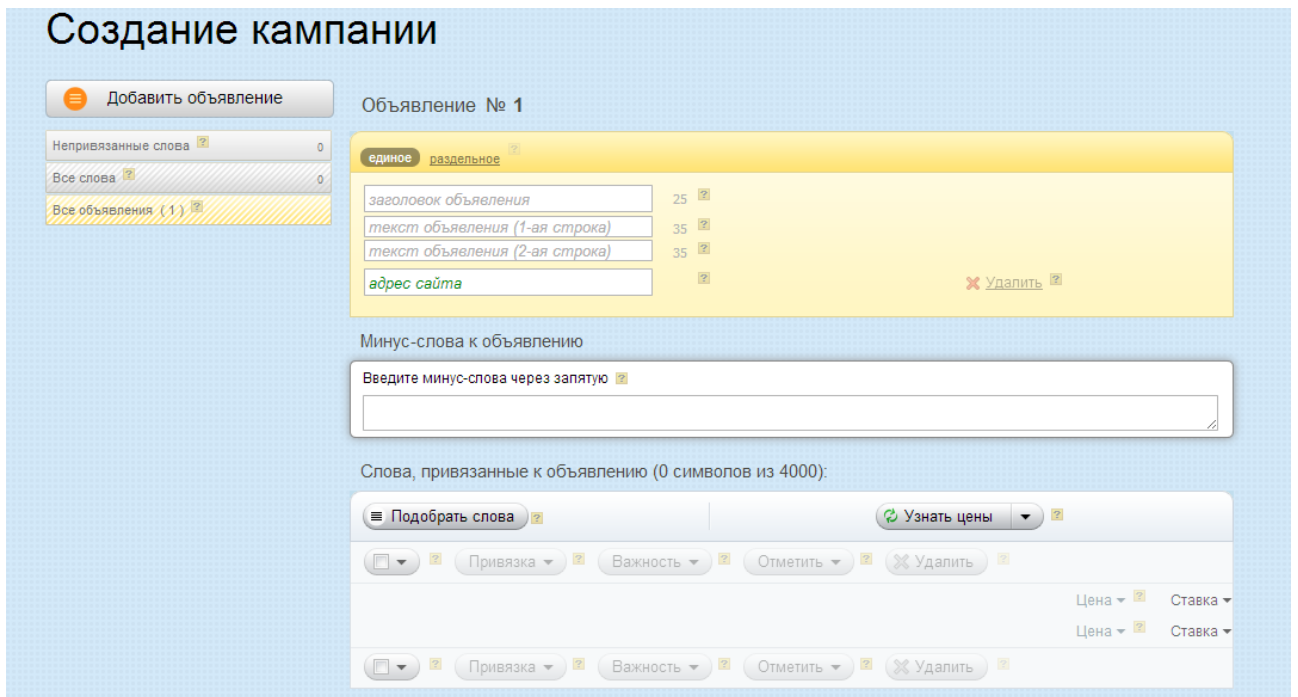 Создание кампании
Добавить объявление
Непривязанные слова ? 0
Все слова ? 0
Все объявления ( 1 ) ?
Объявление № 1
единое раздельное ?
заголовок объявления 25 ?
текст объявления (1-ая строка) 35 ?
текст объявления (2-ая строка) 35 ?
адрес сайта ? Удалить ?
Минус-слова к объявлению
Введите минус-слова через запятую ?
Слова, привязанные к объявлению (0 символов из 4000):
Подобрать слова ? Узнать цены ?
? Привязка ? Важность ? Отметить ? Удалить ?
Цена ? Ставка
Цена ? Ставка
? Привязка ? Важность ? Отметить ? Удалить ?